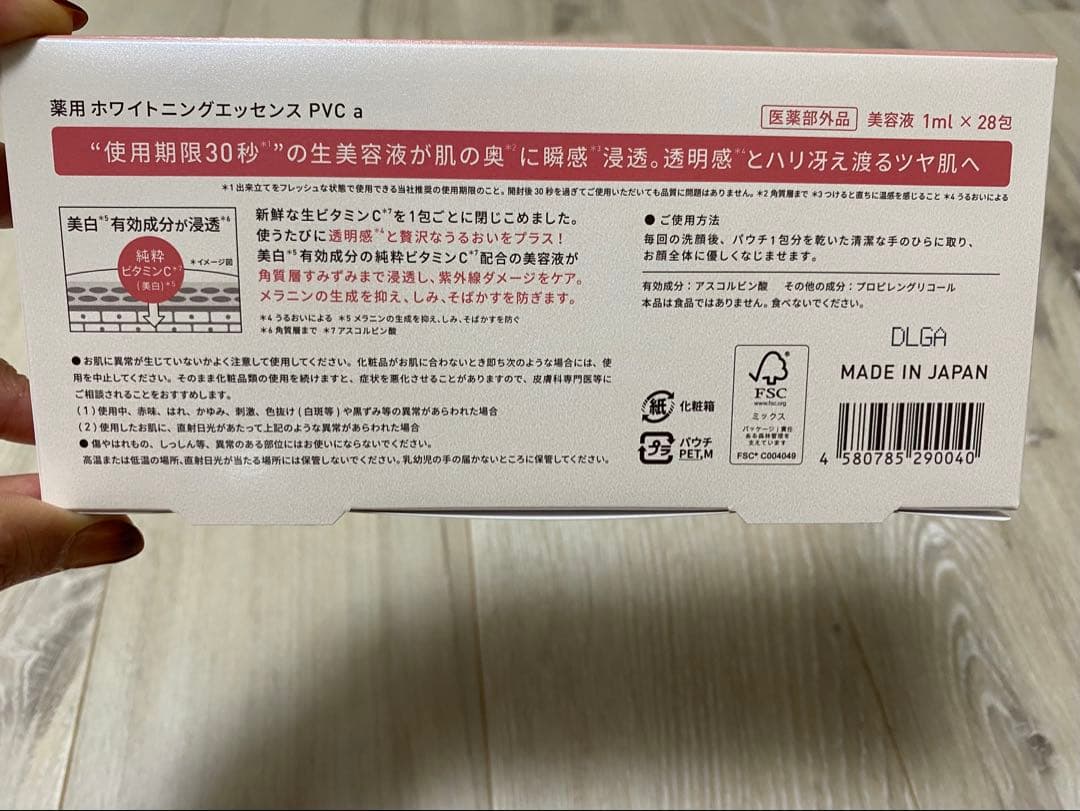 薬用 ホワイトニングエッセンス PVC a
医薬部外品 美容液 1ml × 28包
“使用期限30秒*1”の生美容液が肌の奥*2に瞬感*3浸透。透明感*4とハリ冴え渡るツヤ肌へ
*1 出来立てをフレッシュな状態で使用できる当社推奨の使用期限のこと。開封後30秒を過ぎてご使用いただいても品質に問題はありません。*2 角質層まで *3 つけると直ちに温感を感じること *4 うるおいによる
美白*5有効成分が浸透*6
純粋
ビタミンC*7
(美白)*5
*イメージ図
新鮮な生ビタミンC*7を1包ごとに閉じこめました。
使うたびに透明感*4と贅沢なうるおいをプラス!
美白*5有効成分の純粋ビタミンC*7配合の美容液が
角質層すみずみまで浸透し、紫外線ダメージをケア。
メラニンの生成を抑え、しみ、そばかすを防ぎます。
*4 うるおいによる *5 メラニンの生成を抑え、しみ、そばかすを防ぐ
*6 角質層まで *7 アスコルビン酸
● ご使用方法
毎回の洗顔後、パウチ1包分を乾いた清潔な手のひらに取り、
お顔全体に優しくなじませます。
有効成分:アスコルビン酸 その他の成分:プロピレングリコール
本品は食品ではありません。食べないでください。
●お肌に異常が生じていないかよく注意して使用してください。化粧品がお肌に合わないとき即ち次のような場合には、使
用を中止してください。そのまま化粧品類の使用を続けますと、症状を悪化させることがありますので、皮膚科専門医等に
ご相談されることをおすすめします。
(1)使用中、赤味、はれ、かゆみ、刺激、色抜け(白斑等)や黒ずみ等の異常があらわれた場合
(2)使用したお肌に、直射日光があたって上記のような異常があらわれた場合
●傷やはれもの、しっしん等、異常のある部位にはお使いにならないでください。
高温または低温の場所、直射日光が当たる場所には保管しないでください。乳幼児の手の届かないところに保管してください。
紙 化粧箱
プラ パウチ
PET,M
FSC
www.fsc.org
ミックス
パッケージ|責任
ある森林管理を
支えています
FSC® C004049
DLGA
MADE IN JAPAN
4 580785 290040